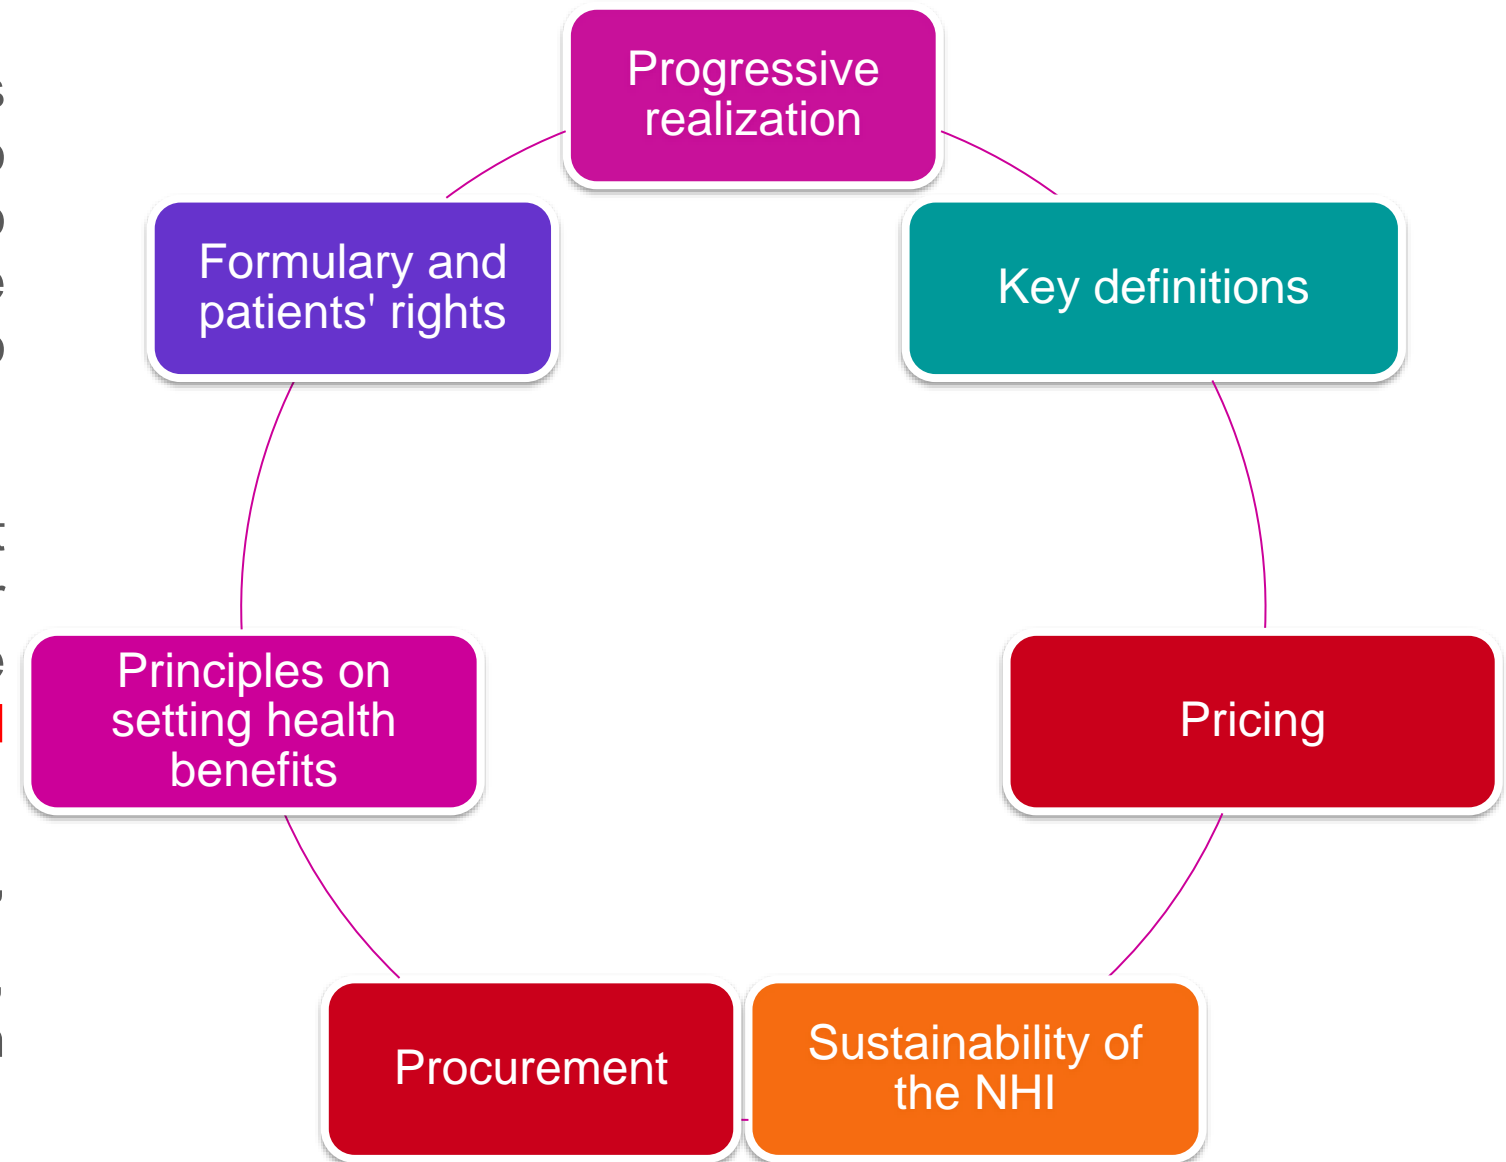 Progressive
realization
Key definitions
Pricing
Sustainability of
the NHI
Procurement
Principles on
setting health
benefits
Formulary and
patients' rights